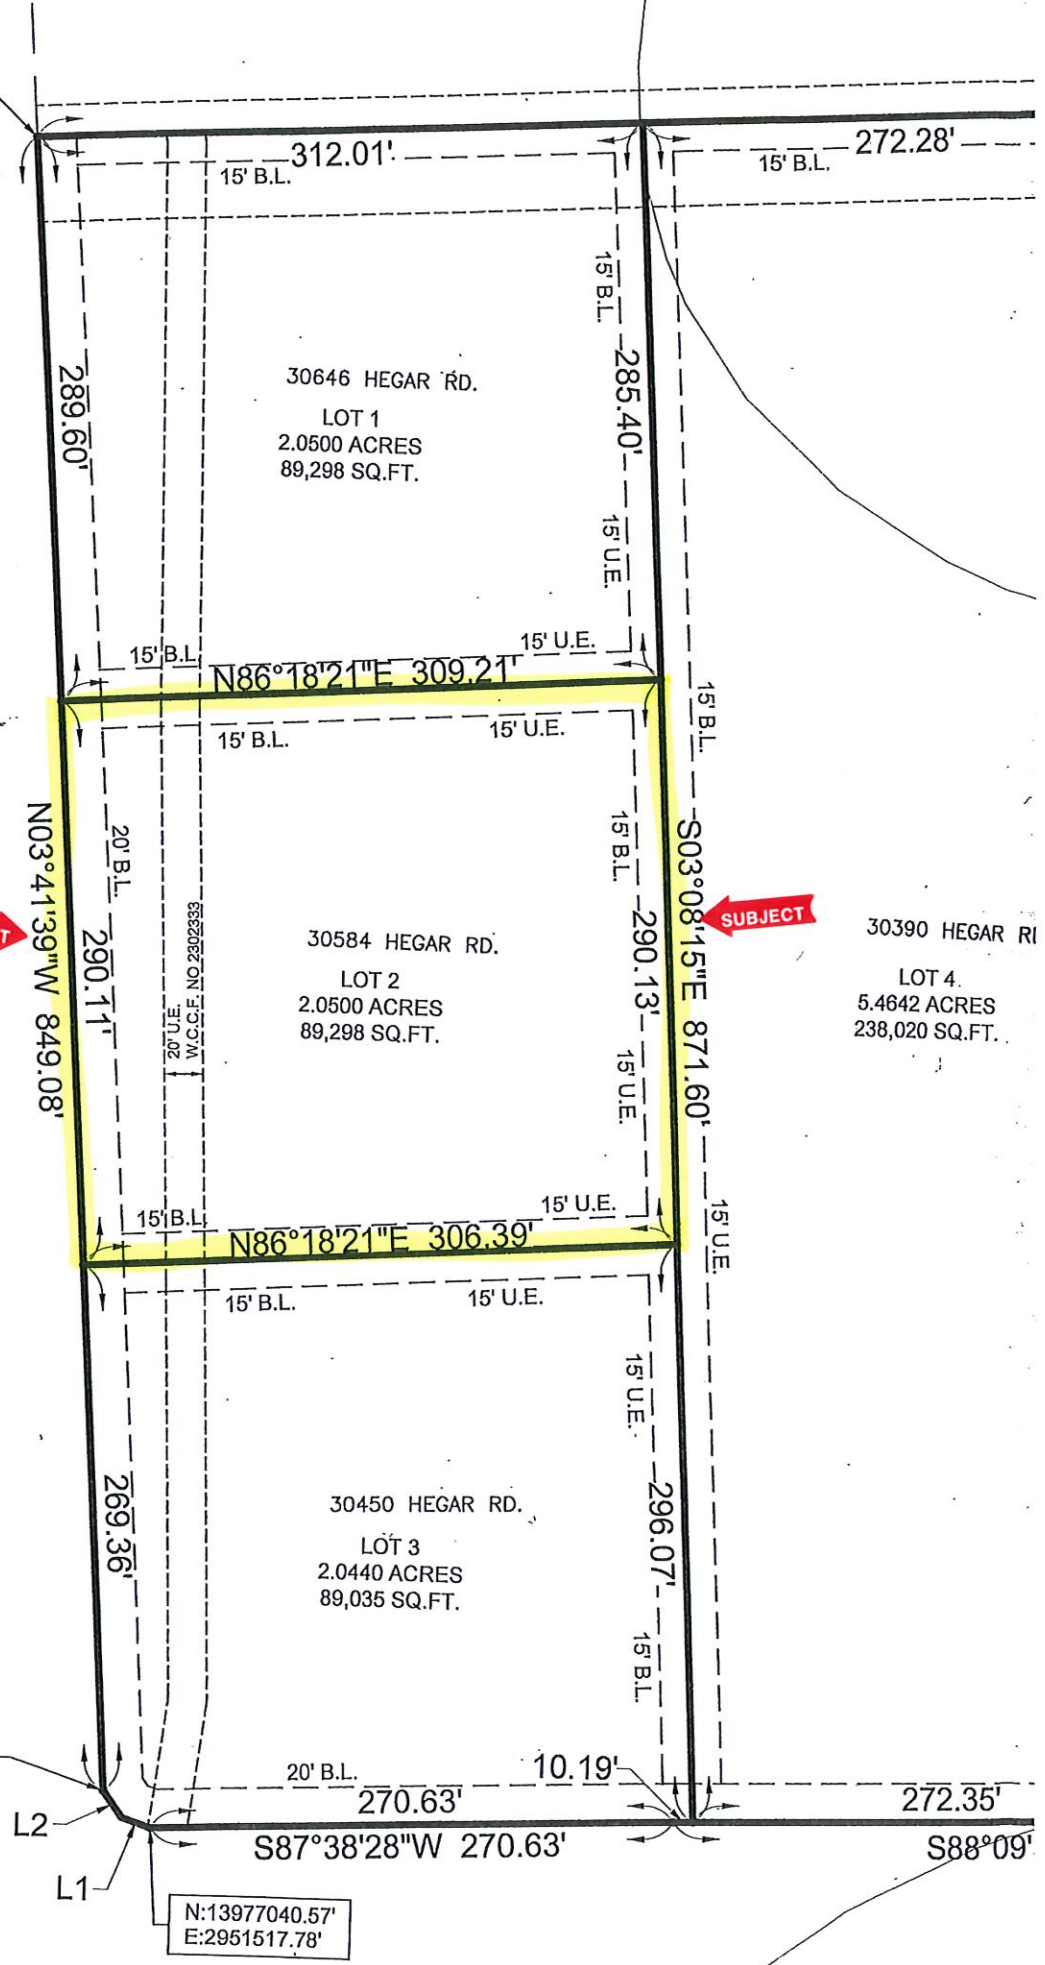 312.01'
272.28'
15' B.L.
15' B.L.
15' B.L.
289.60'
285.40'
30646 HEGAR RD.
LOT 1
2.0500 ACRES
89,298 SQ.FT.
15' U.E.
15' B.L.
15' U.E.
N86°18'21"E 309.21'
15' B.L.
15' U.E.
15' B.L.
20' B.L.
15' B.L.
N03°41'39"W 849.08'
290.11'
20' U.E.
W.C.C.F. NO.2302333
30584 HEGAR RD.
LOT 2
2.0500 ACRES
89,298 SQ.FT.
290.13'
15' U.E.
S03°08'15"E 871.60'
SUBJECT
T
30390 HEGAR
LOT 4
5.4642 ACRES
238,020 SQ.FT.
15' B.L.
15' U.E.
N86°18'21"E 306.39'
15' B.L.
15' U.E.
15' U.E.
15' U.E.
269.36'
30450 HEGAR RD.
LOT 3
2.0440 ACRES
89,035 SQ.FT.
296.07'
15' B.L.
20' B.L.
10.19'
270.63'
272.35'
L2
S87°38'28"W 270.63'
S88°09'
L1
N:13977040.57'
E:2951517.78'